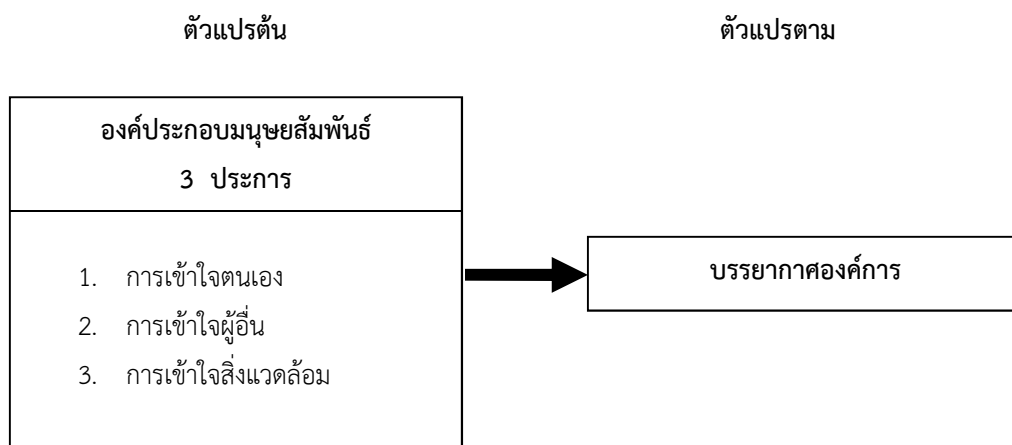 ตัวแปรต้น
ตัวแปรตาม
องค์ประกอบมนุษยสัมพันธ์
3 ประการ
1. การเข้าใจตนเอง
2. การเข้าใจผู้อื่น
3. การเข้าใจสิ่งแวดล้อม
บรรยากาศองค์การ